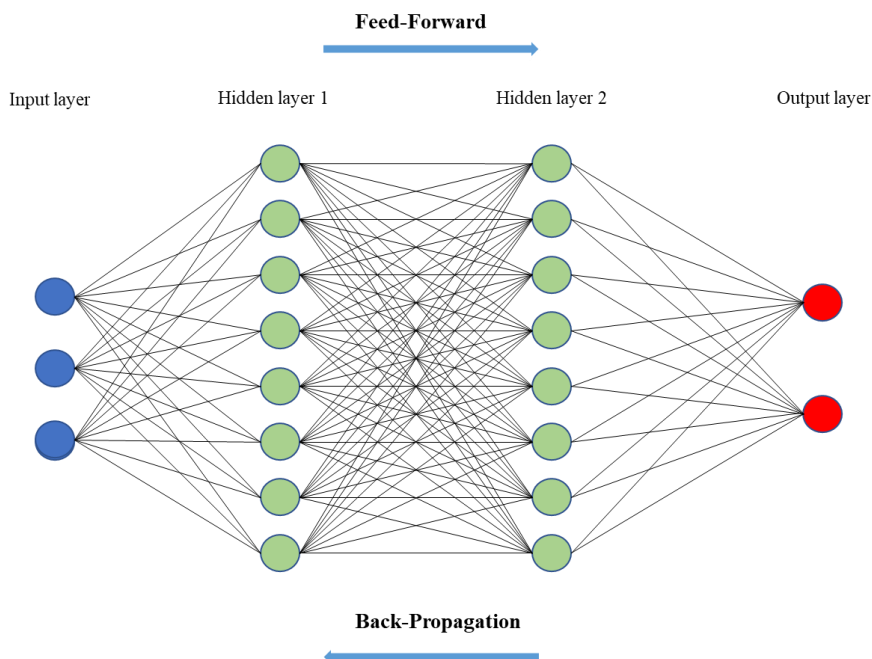 Feed-Forward
Input layer
Hidden layer 1
Hidden layer 2
Output layer
Back-Propagation